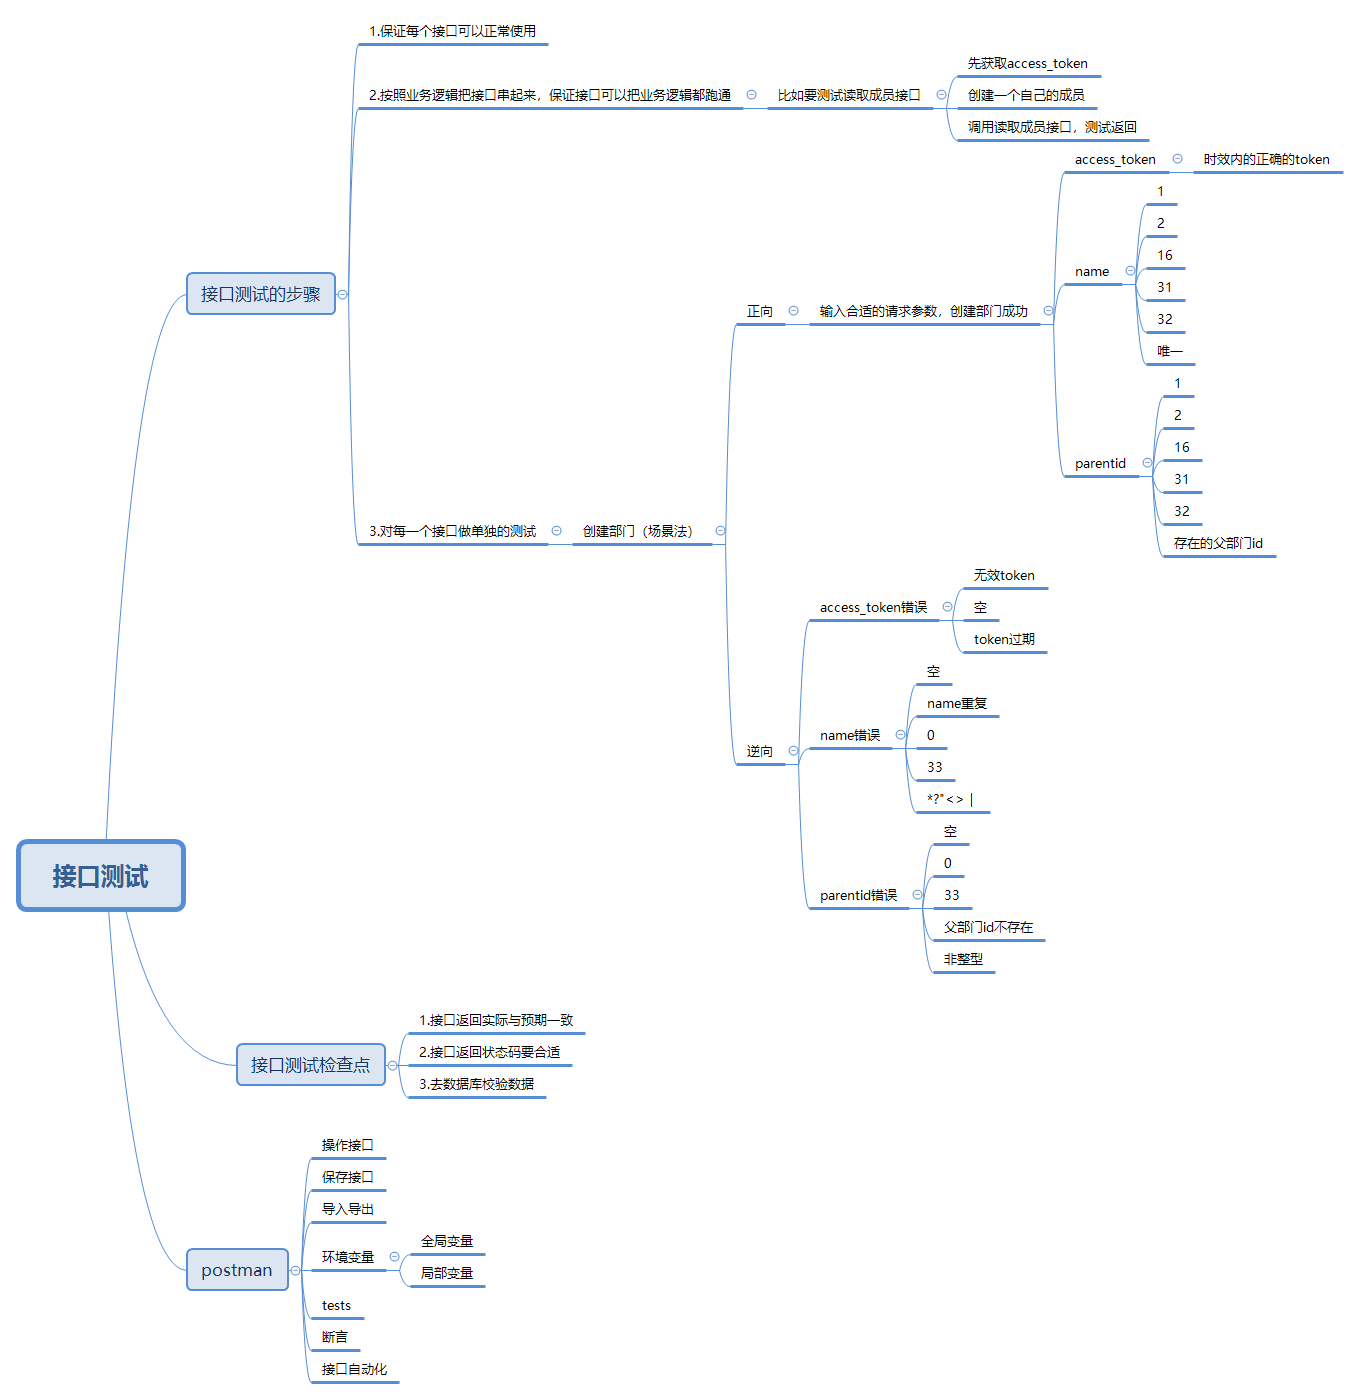 接口测试
接口测试的步骤
1.保证每个接口可以正常使用
2.按照业务逻辑把接口串起来，保证接口可以把业务逻辑都跑通
比如要测试读取成员接口
先获取access_token
创建一个自己的成员
调用读取成员接口，测试返回
3.对每一个接口做单独的测试
创建部门（场景法）
正向
输入合适的请求参数，创建部门成功
access_token
时效内的正确的token
name
1
2
16
31
32
唯一
parentid
1
2
16
31
32
存在的父部门id
逆向
access_token错误
无效token
空
token过期
name错误
空
name重复
0
33
*?"<>｜
parentid错误
空
0
33
父部门id不存在
非整型
接口测试检查点
1.接口返回实际与预期一致
2.接口返回状态码要合适
3.去数据库校验数据
postman
操作接口
保存接口
导入导出
环境变量
全局变量
局部变量
tests
断言
接口自动化